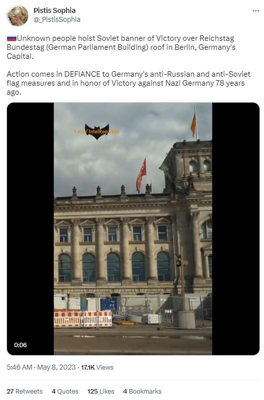 Pistis Sophia
@_PistisSophia
Unknown people hoist Soviet banner of Victory over Reichstag
Bundestag (German Parliament Building) roof in Berlin, Germany's
Capital.
Action comes in DEFIANCE to Germany's anti-Russian and anti-Soviet
flag measures and in honor of Victory against Nazi Germany 78 years
ago.
0:06
5:46 AM · May 8, 2023 · 17.1K Views
27 Retweets 4 Quotes 125 Likes 4 Bookmarks